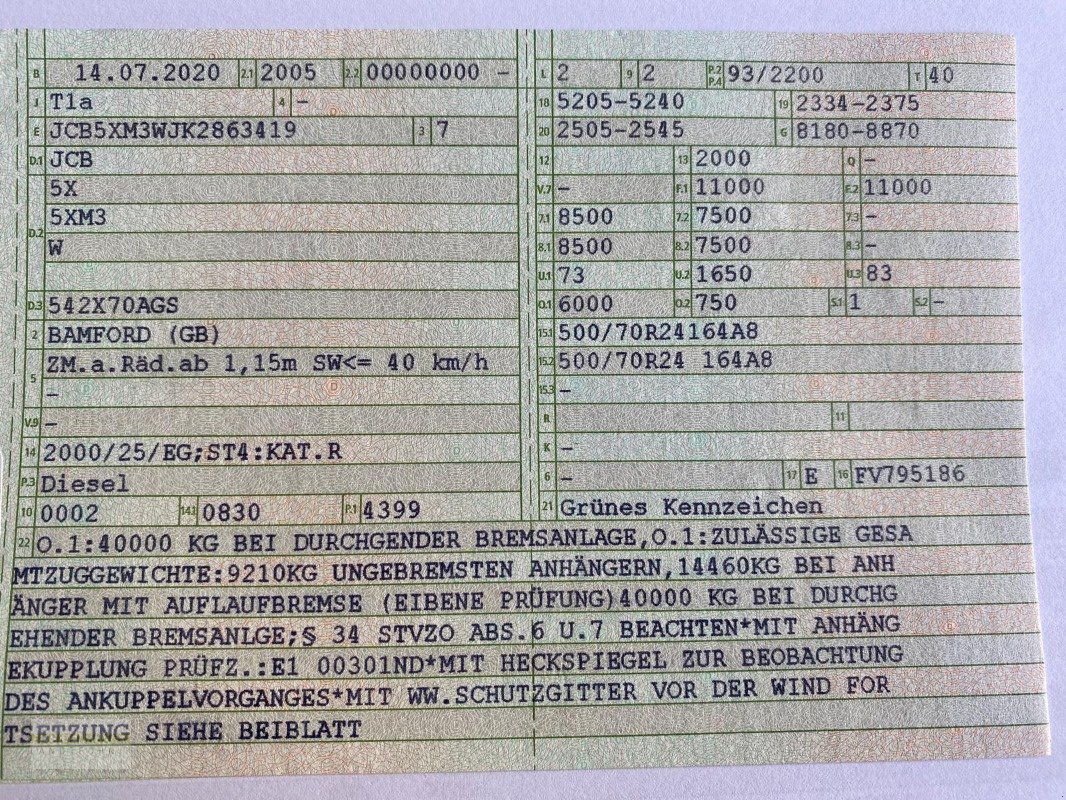 B 14.07.2020 2.1 2005 2.2 00000000 -
J T1a 4 -
E JCB5XM3WJK2863419 3 7
D.1 JCB
5X
5XM3
D.2
W
D.3 542X70AGS
2 BAMFORD (GB)
ZM.a.Räd.ab 1,15m SW<= 40 km/h
5
-
V.9 -
14 2000/25/EG;ST4:KAT.R
P.3 Diesel
10 0002 14.1 0830 P.1 4399
L 2 9 2 P.2 P.4 93/2200 T 40
18 5205-5240 19 2334-2375
20 2505-2545 G 8180-8870
12 13 2000 Q -
V.7 - F.1 11000 F.2 11000
7.1 8500 7.2 7500 7.3 -
8.1 8500 8.2 7500 8.3 -
U.1 73 U.2 1650 U.3 83
O.1 6000 O.2 750 S.1 1 S.2 -
15.1 500/70R24164A8
15.2 500/70R24 164A8
15.3 -
R 11
K -
6 - 17 E 16 FV795186
21 Grünes Kennzeichen
22 O.1:40000 KG BEI DURCHGENDER BREMSANLAGE,O.1:ZULÄSSIGE GESA
MTZUGGEWICHTE:9210KG UNGEBREMSTEN ANHÄNGERN,14460KG BEI ANH
ÄNGER MIT AUFLAUFBREMSE (EIBENE PRÜFUNG)40000 KG BEI DURCHG
EHENDER BREMSANLGE;§ 34 STVZO ABS.6 U.7 BEACHTEN*MIT ANHÄNG
EKUPPLUNG PRÜFZ.:E1 00301ND*MIT HECKSPIEGEL ZUR BEOBACHTUNG
DES ANKUPPELVORGANGES*MIT WW.SCHUTZGITTER VOR DER WIND FOR
TSETZUNG SIEHE BEIBLATT